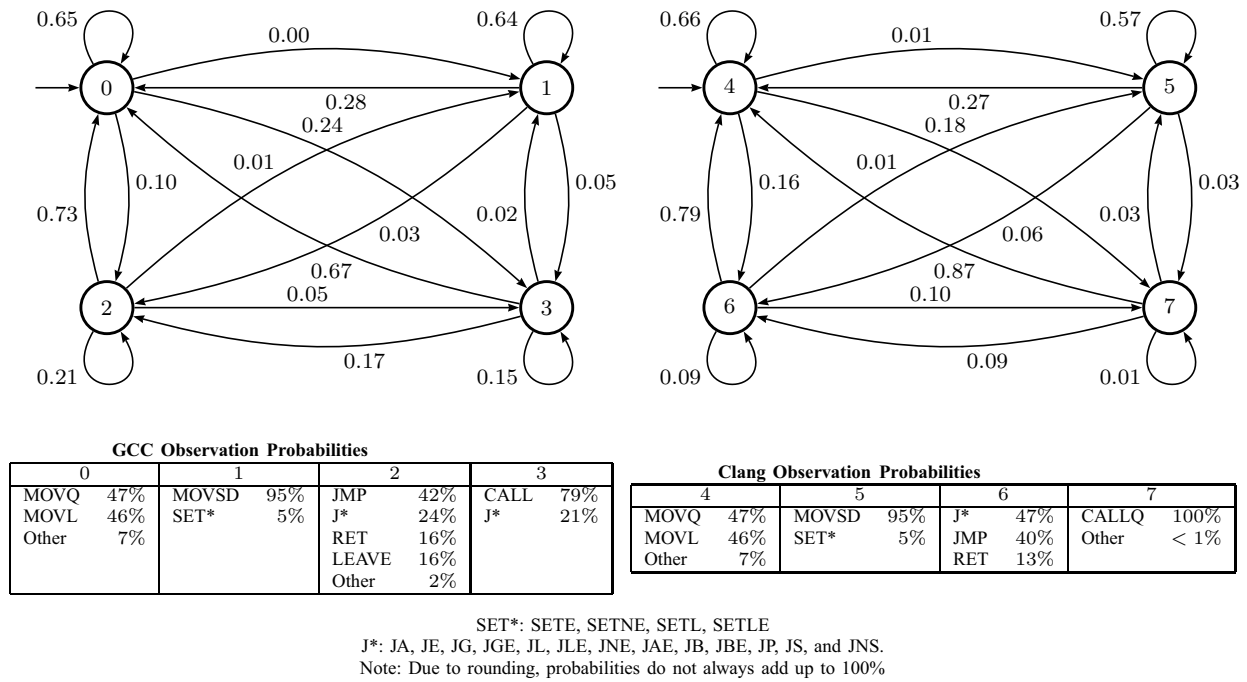 0.65 0.00 0.64 0.66 0.01 0.57
0 1 4 5
0.28 0.27
0.24 0.18
0.01 0.01
0.10 0.05 0.16 0.03
0.73 0.02 0.79 0.03
0.03 0.06
0.67 0.87
0.05 0.10
2 3 6 7
0.17 0.09
0.21 0.15 0.09 0.01
GCC Observation Probabilities
0 1 2 3
MOVQ 47% MOVSD 95% JMP 42% CALL 79%
MOVL 46% SET* 5% J* 24% J* 21%
Other 7% RET 16%
LEAVE 16%
Other 2%
Clang Observation Probabilities
4 5 6 7
MOVQ 47% MOVSD 95% J* 47% CALLQ 100%
MOVL 46% SET* 5% JMP 40% Other < 1%
Other 7% RET 13%
SET*: SETE, SETNE, SETL, SETLE
J*: JA, JE, JG, JGE, JL, JLE, JNE, JAE, JB, JBE, JP, JS, and JNS.
Note: Due to rounding, probabilities do not always add up to 100%